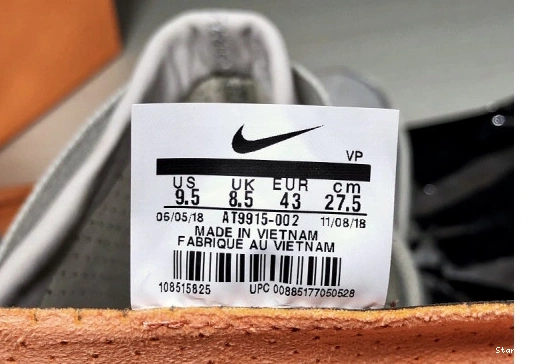 VP
US UK EUR cm
9.5 8.5 43 27.5
06/05/18 AT9915-002 11/08/18
MADE IN VIETNAM
FABRIQUE AU VIETNAM
108515825 UPC 00885177050528